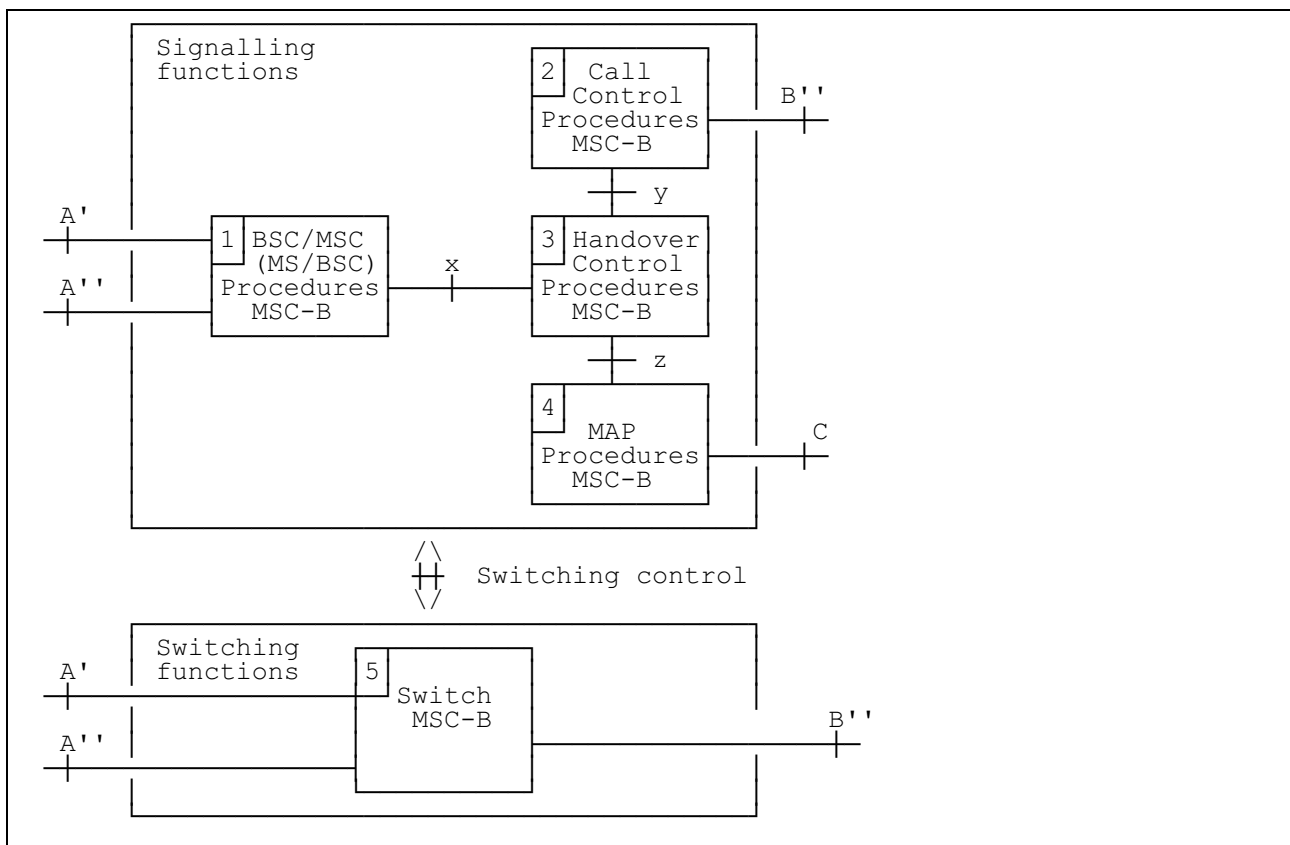 Signalling
functions
2 Call
Control
Procedures
MSC-B
B''
y
A'
A''
1 BSC/MSC
(MS/BSC)
Procedures
MSC-B
x
3 Handover
Control
Procedures
MSC-B
z
4
MAP
Procedures
MSC-B
C
Switching control
Switching
functions
A'
A''
5
Switch
MSC-B
B''